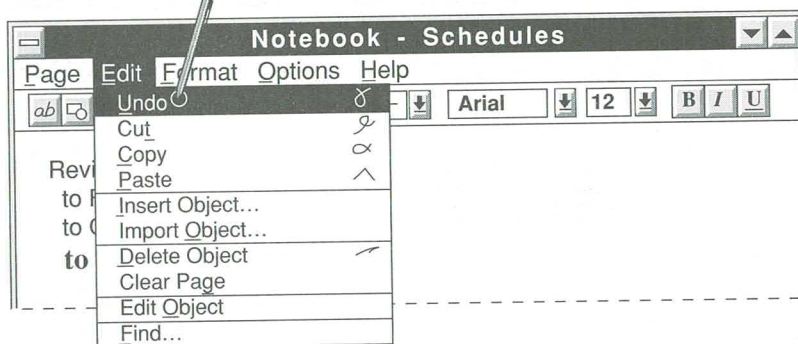 Notebook - Schedules
Page Edit Format Options Help
ab Arial 12 B I U
Undo
Cut
Copy
Paste
Insert Object...
Import Object...
Delete Object
Clear Page
Edit Object
Find...
Revi
to
to
to